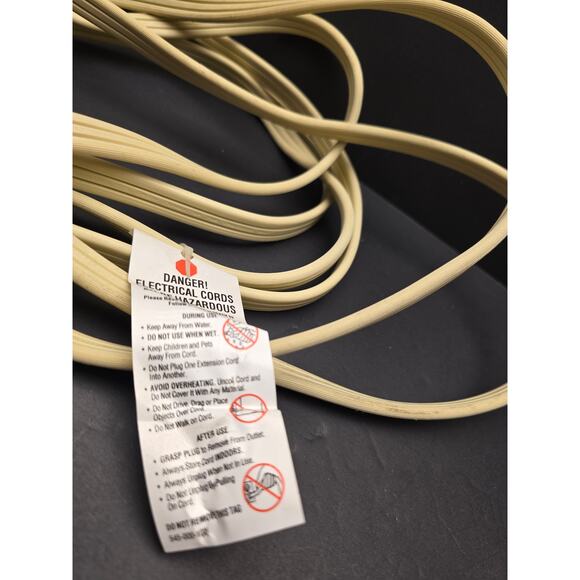 DANGER!
ELECTRICAL CORDS
HAZARDOUS
Please
Follow
DURING USE
• Keep Away From Water.
• DO NOT USE WHEN WET.
• Keep Children and Pets
Away From Cord.
• Do Not Plug One Extension Cord
Into Another.
• AVOID OVERHEATING. Uncoil Cord and
Do Not Cover It With Any Material.
• Do Not Drive, Drag or Place
Objects Over Cord.
• Do Not Walk on Cord.
AFTER USE
• GRASP PLUG to Remove From Outlet.
• Always Store Cord INDOORS.
• Always Unplug When Not In Use.
• Do Not Unplug By Pulling
On Cord.
DO NOT REMOVE THIS TAG